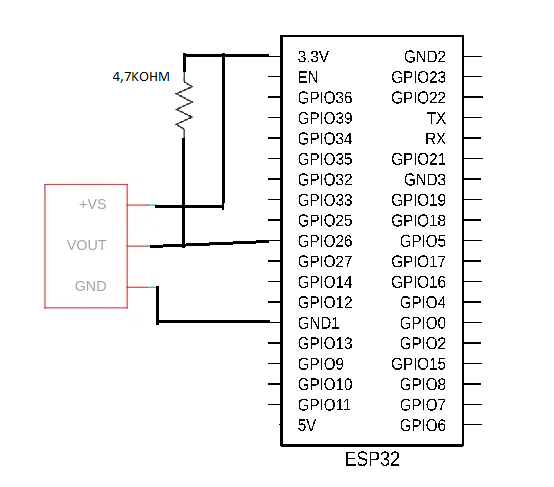 4,7KOHM
+VS
VOUT
GND
3.3V GND2
EN GPIO23
GPIO36 GPIO22
GPIO39 TX
GPIO34 RX
GPIO35 GPIO21
GPIO32 GND3
GPIO33 GPIO19
GPIO25 GPIO18
GPIO26 GPIO5
GPIO27 GPIO17
GPIO14 GPIO16
GPIO12 GPIO4
GND1 GPIO0
GPIO13 GPIO2
GPIO9 GPIO15
GPIO10 GPIO8
GPIO11 GPIO7
5V GPIO6
ESP32